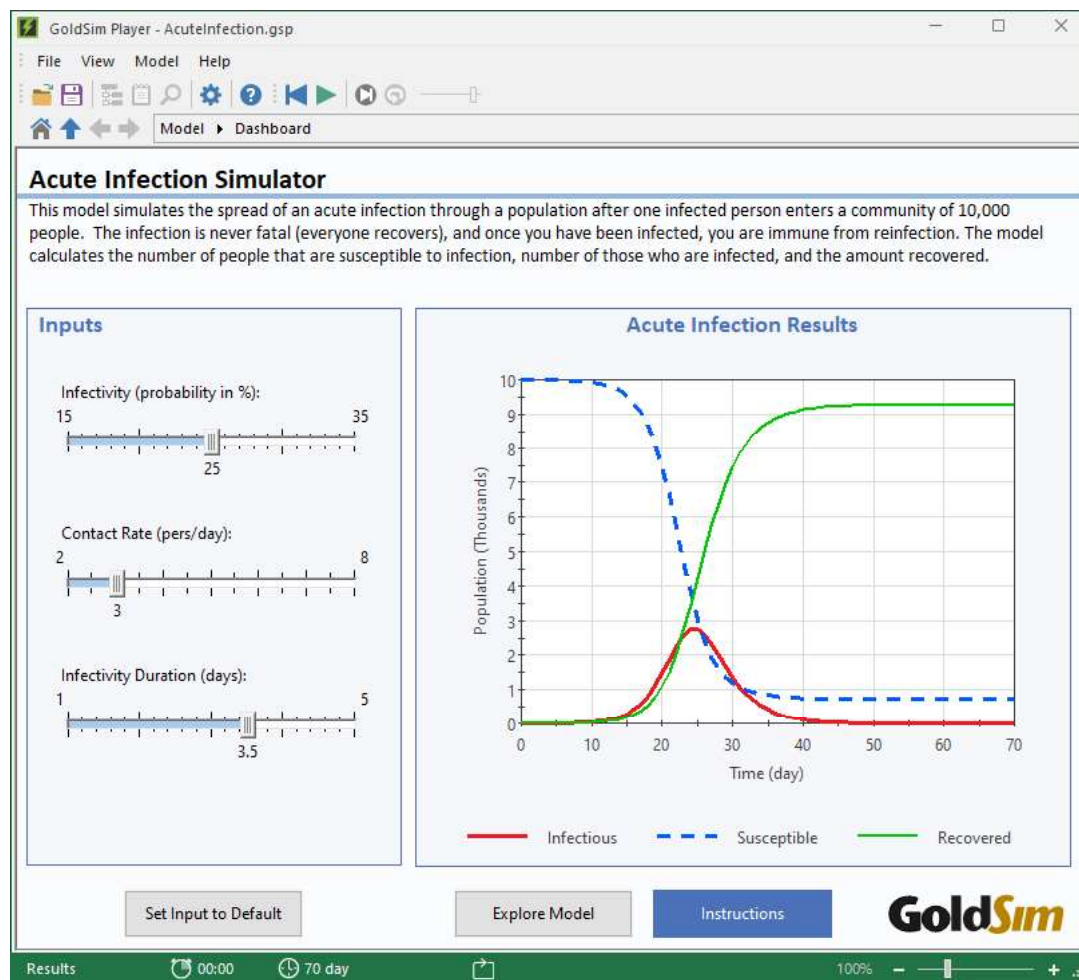 GoldSim Player - AcuteInfection.gsp
File View Model Help
Model Dashboard
Acute Infection Simulator
This model simulates the spread of an acute infection through a population after one infected person enters a community of 10,000
people. The infection is never fatal (everyone recovers), and once you have been infected, you are immune from reinfection. The model
calculates the number of people that are susceptible to infection, number of those who are infected, and the amount recovered.
Inputs
Infectivity (probability in %):
15 35
25
Contact Rate (pers/day):
2 8
3
Infectivity Duration (days):
1 5
3.5
Acute Infection Results
Population (Thousands)
10
9
8
7
6
5
4
3
2
1
0
0 10 20 30 40 50 60 70
Time (day)
Infectious Susceptible Recovered
Set Input to Default
Explore Model
Instructions
GoldSim
Results 00:00 70 day 100%